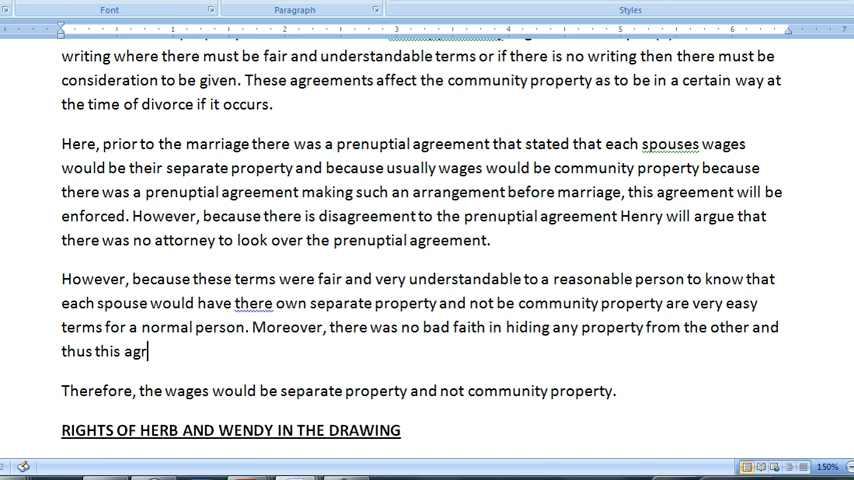 Font Paragraph Styles
1 2 3 4 5 6 7
writing where there must be fair and understandable terms or if there is no writing then there must be
consideration to be given. These agreements affect the community property as to be in a certain way at
the time of divorce if it occurs.
Here, prior to the marriage there was a prenuptial agreement that stated that each spouses wages
would be their separate property and because usually wages would be community property because
there was a prenuptial agreement making such an arrangement before marriage, this agreement will be
enforced. However, because there is disagreement to the prenuptial agreement Henry will argue that
there was no attorney to look over the prenuptial agreement.
However, because these terms were fair and very understandable to a reasonable person to know that
each spouse would have there own separate property and not be community property are very easy
terms for a normal person. Moreover, there was no bad faith in hiding any property from the other and
thus this agr
Therefore, the wages would be separate property and not community property.
RIGHTS OF HERB AND WENDY IN THE DRAWING
150%